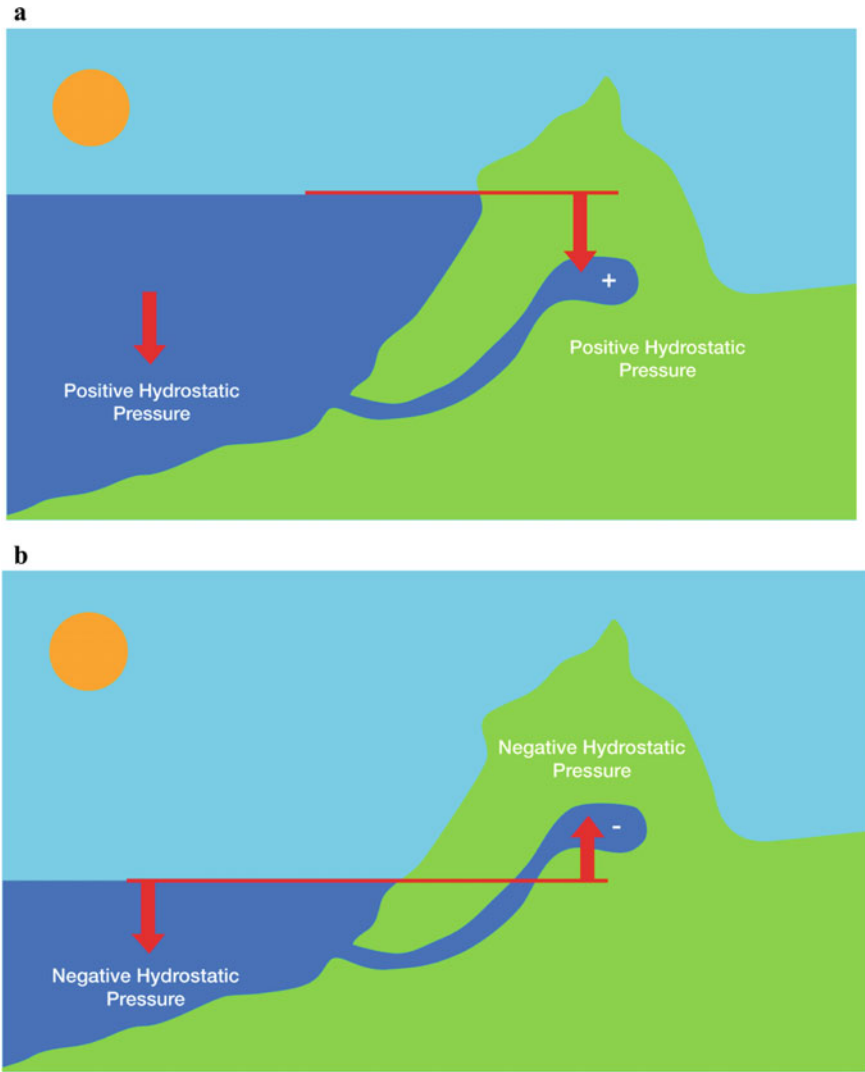 a
+
Positive Hydrostatic
Pressure
Positive Hydrostatic
Pressure
b
Negative Hydrostatic
Pressure
-
Negative Hydrostatic
Pressure